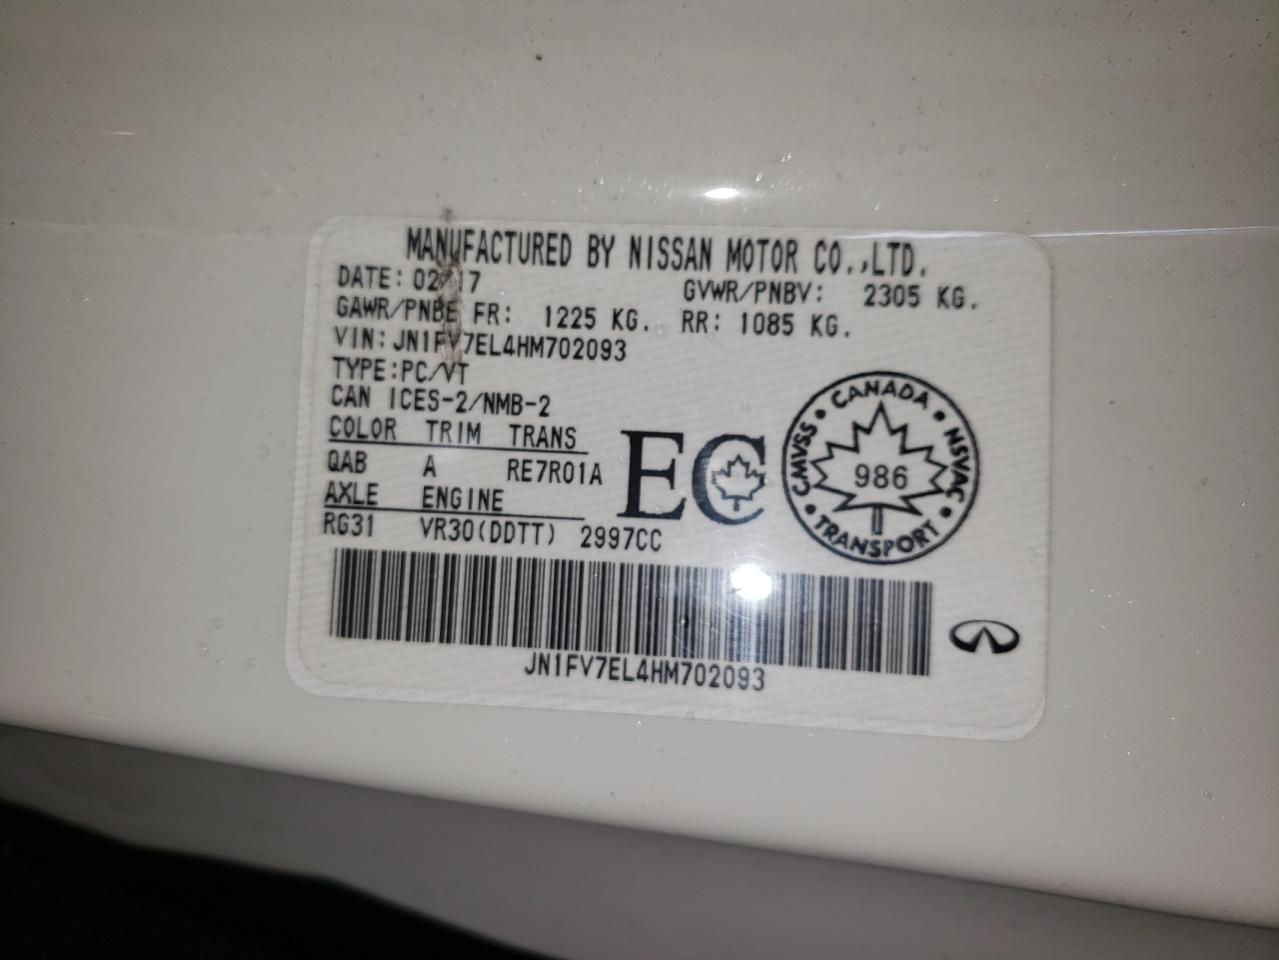 MANUFACTURED BY NISSAN MOTOR CO.,LTD.
DATE: 02/17 GVWR/PNBV: 2305 KG.
GAWR/PNBE FR: 1225 KG. RR: 1085 KG.
VIN: JN1FV7EL4HM702093
TYPE:PC/VT
CAN ICES-2/NMB-2
COLOR TRIM TRANS
QAB A RE7R01A
AXLE ENGINE
RG31 VR30(DDTT) 2997CC
EC
CANADA
CMVSS • NSVAC
986
TRANSPORT
JN1FV7EL4HM702093